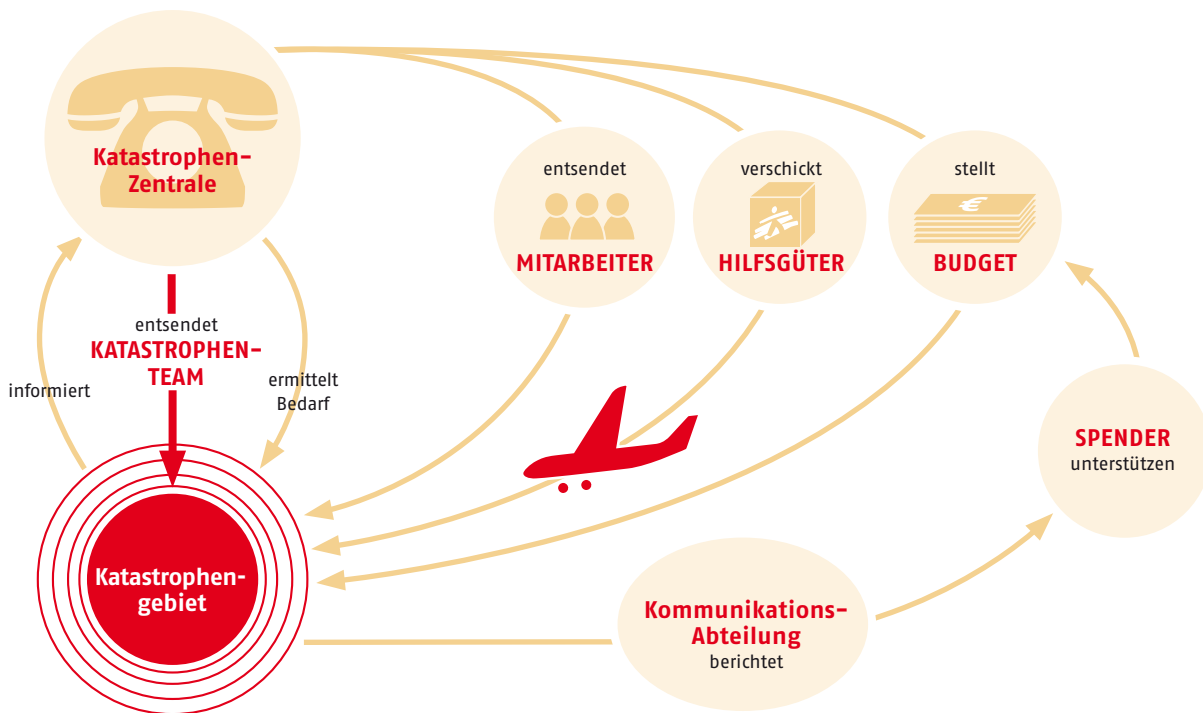 Katastrophen-
Zentrale
entsendet
MITARBEITER
verschickt
HILFSGÜTER
stellt
€
BUDGET
entsendet
KATASTROPHEN-
TEAM
informiert
ermittelt
Bedarf
SPENDER
unterstützen
Katastrophen-
gebiet
Kommunikations-
Abteilung
berichtet